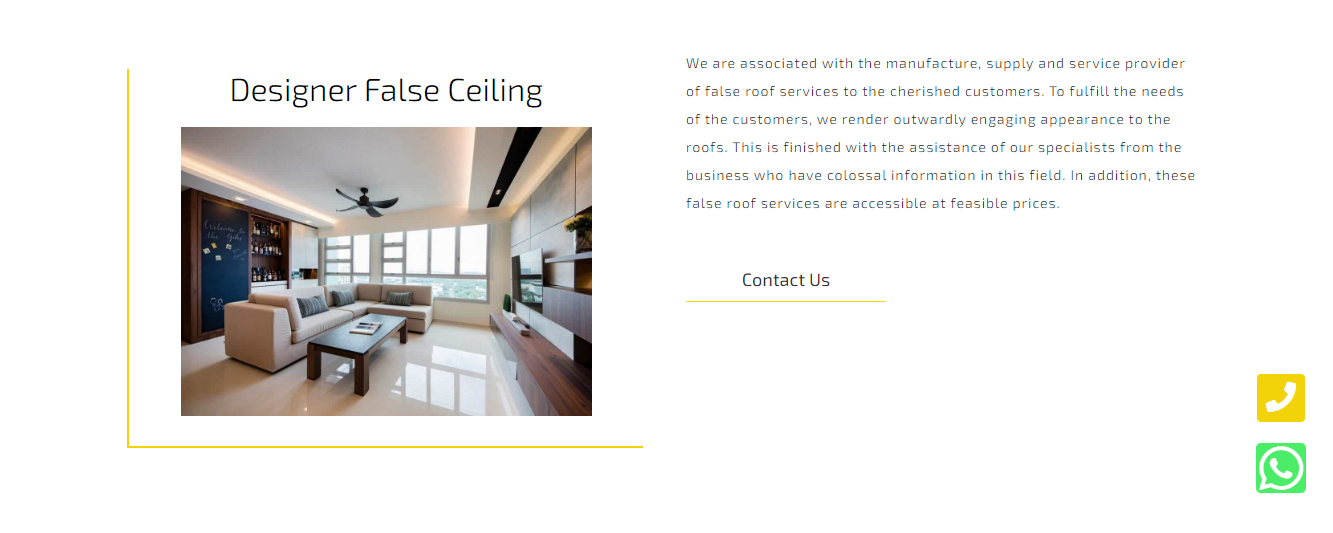 Designer False Ceiling
Welcome to
We are associated with the manufacture, supply and service provider
of false roof services to the cherished customers. To fulfill the needs
of the customers, we render outwardly engaging appearance to the
roofs. This is finished with the assistance of our specialists from the
business who have colossal information in this field. In addition, these
false roof services are accessible at feasible prices.
Contact Us